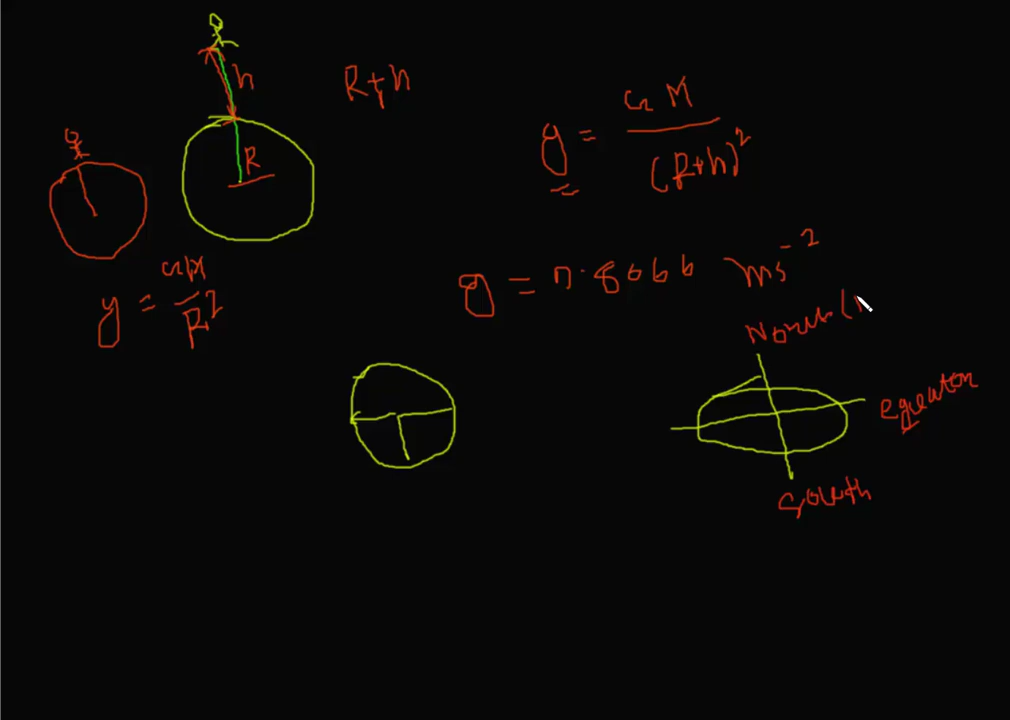 h
R+h
R
g = GM / (R+h)²
g = GM / R²
g = 9.8066 ms⁻²
North (
equator
South